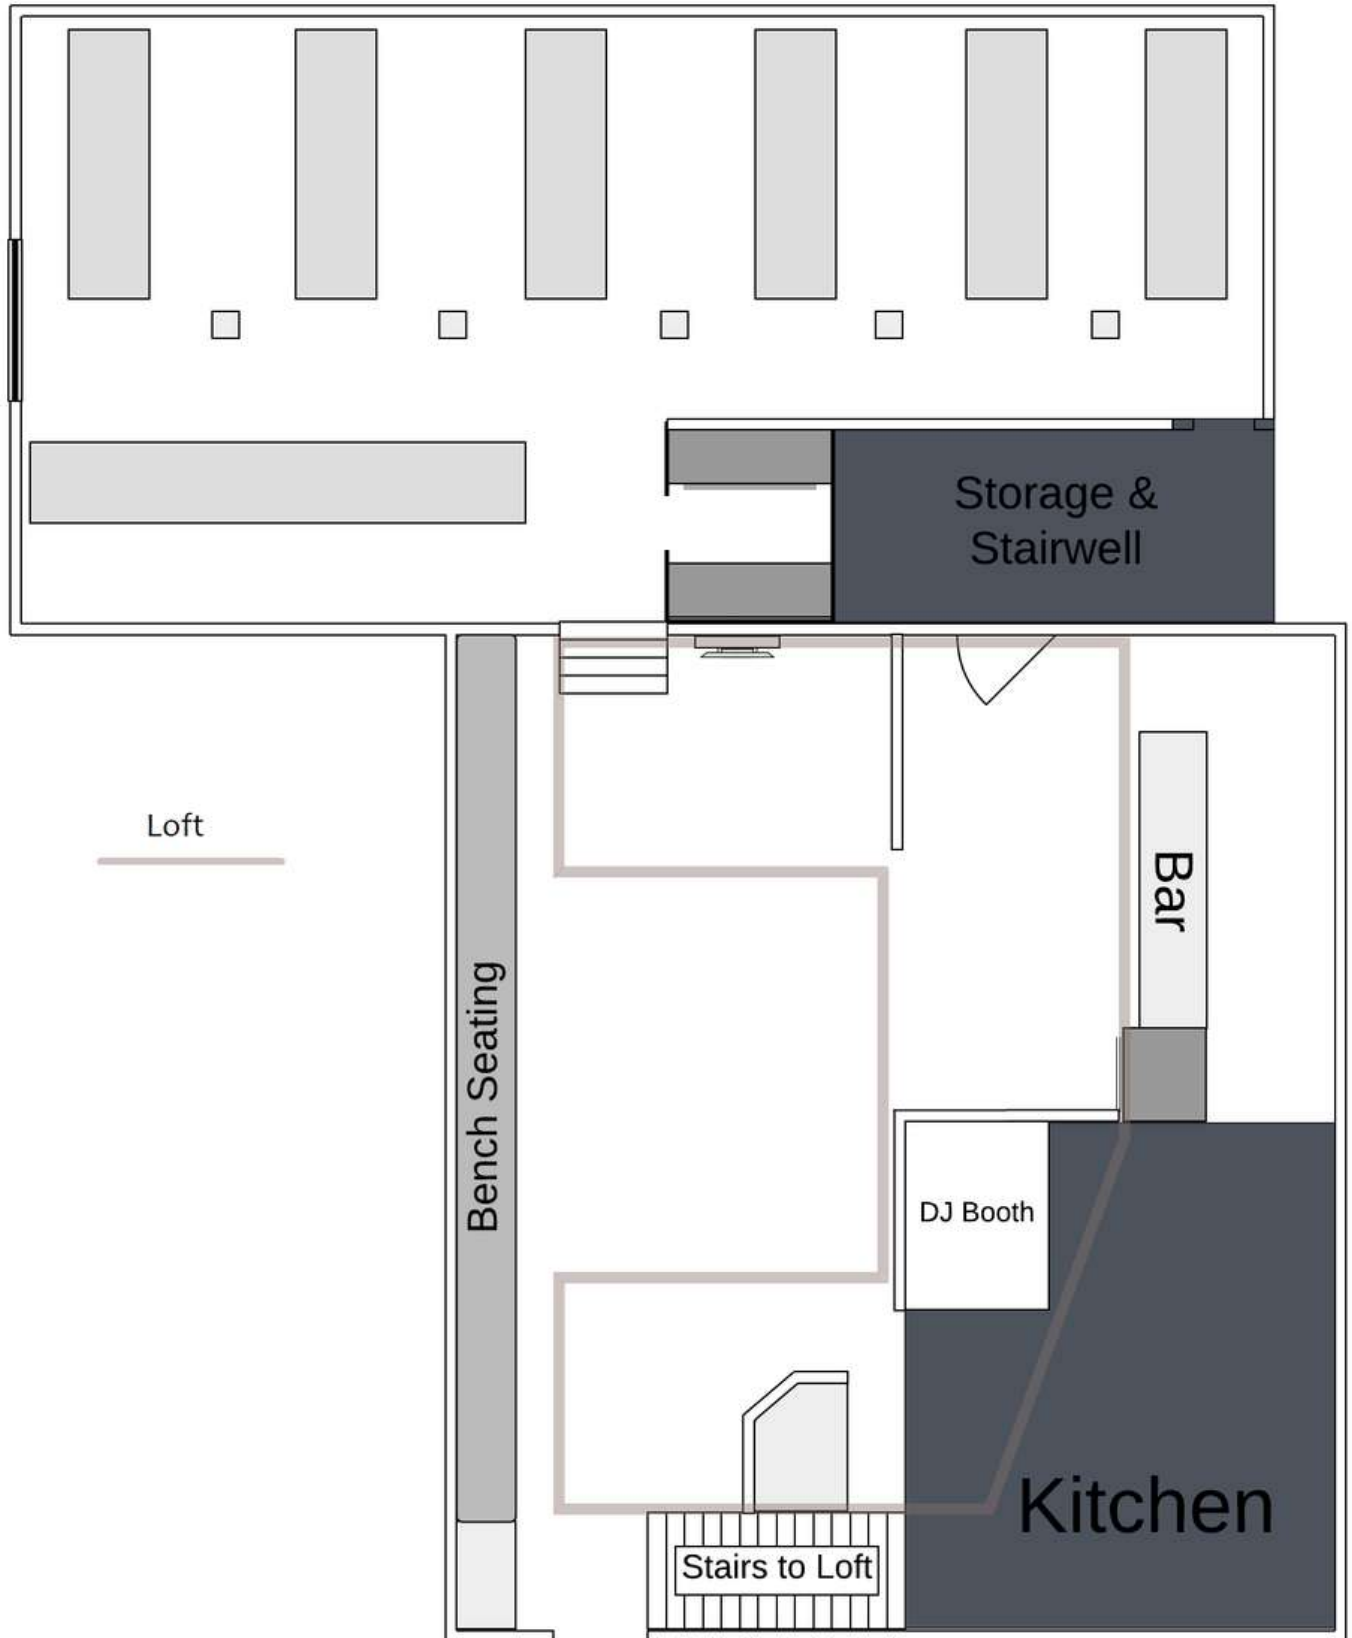 Storage &
Stairwell
Loft
Bar
Bench Seating
DJ Booth
Kitchen
Stairs to Loft